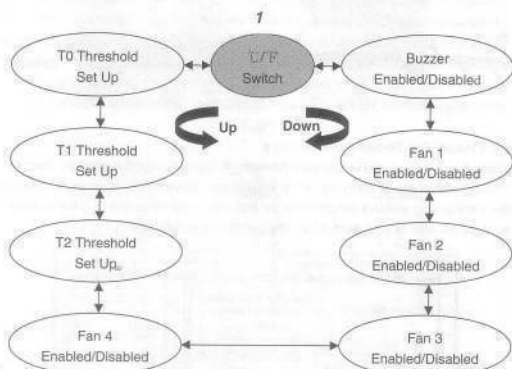 1
T0 Threshold
Set Up
℃/℉
Switch
Buzzer
Enabled/Disabled
Up
Down
T1 Threshold
Set Up
Fan 1
Enabled/Disabled
T2 Threshold
Set Up
Fan 2
Enabled/Disabled
Fan 4
Enabled/Disabled
Fan 3
Enabled/Disabled